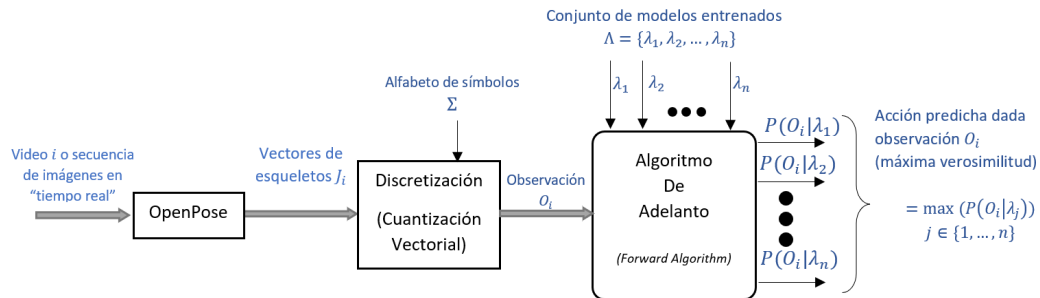 Conjunto de modelos entrenados
Λ = {λ₁, λ₂, … , λₙ}
λ₁
λ₂
λₙ
Alfabeto de símbolos
Σ
Video i o secuencia
de imágenes en
“tiempo real”
OpenPose
Vectores de
esqueletos Jᵢ
Discretización
(Cuantización
Vectorial)
Observación
Oᵢ
Algoritmo
De
Adelanto
(Forward Algorithm)
P(Oᵢ|λ₁)
P(Oᵢ|λ₂)
P(Oᵢ|λₙ)
Acción predicha dada
observación Oᵢ
(máxima verosimilitud)
= max (P(Oᵢ|λⱼ))
j ∈ {1, … , n}